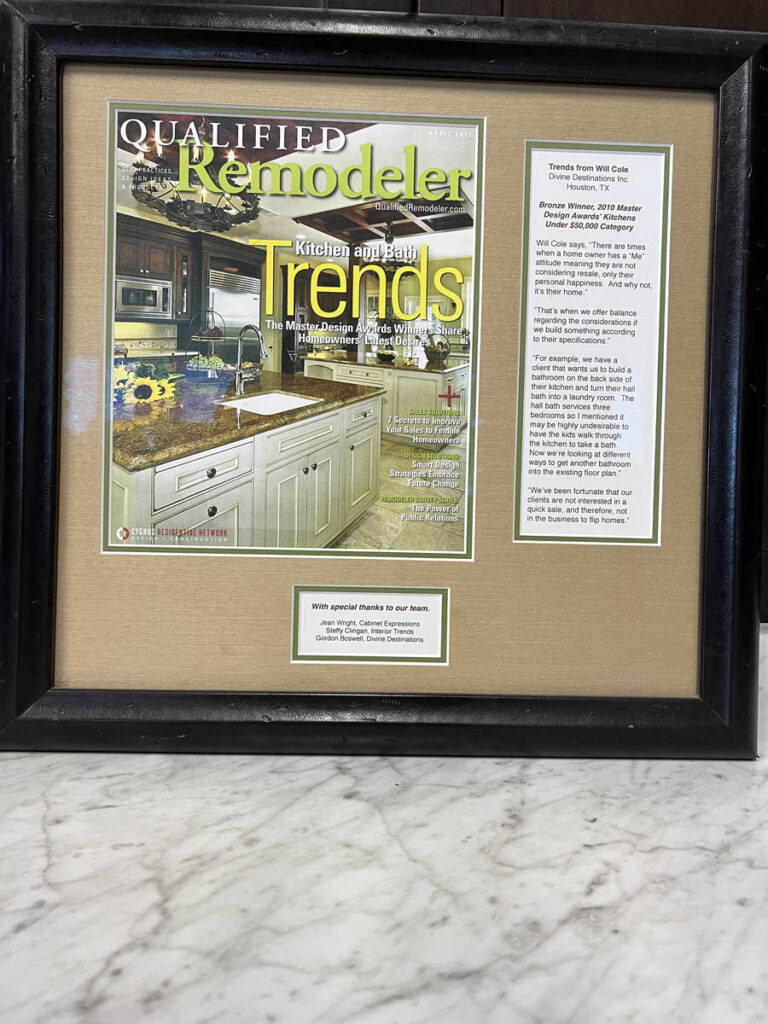 QUALIFIED
APRIL 2011
BEST PRACTICES,
DESIGN IDEAS
& PRODUCTS
Remodeler
QualifiedRemodeler.com
Kitchen and Bath
Trends
The Master Design Awards Winners Share
Homeowners' Latest Desires
+
SALES SOLUTIONS:
7 Secrets to Improve
Your Sales to Female
Homeowners
DESIGN SOLUTIONS:
Smart Design
Strategies Embrace
Future Change
REMODELER SURVEY SERIES:
The Power of
Public Relations
CYGNUS RESIDENTIAL NETWORK
DESIGN & CONSTRUCTION
Trends from Will Cole
Divine Destinations Inc.
Houston, TX
Bronze Winner, 2010 Master
Design Awards' Kitchens
Under $50,000 Category
Will Cole says, "There are times
when a home owner has a "Me"
attitude meaning they are not
considering resale, only their
personal happiness. And why not,
it's their home."
"That's when we offer balance
regarding the considerations if
we build something according
to their specifications."
"For example, we have a
client that wants us to build a
bathroom on the back side of
their kitchen and turn their hall
bath into a laundry room. The
hall bath services three
bedrooms so I mentioned it
may be highly undesirable to
have the kids walk through
the kitchen to take a bath.
Now we're looking at different
ways to get another bathroom
into the existing floor plan."
"We've been fortunate that our
clients are not interested in a
quick sale, and therefore, not
in the business to flip homes."
With special thanks to our team.
Jean Wright, Cabinet Expressions
Steffy Clingan, Interior Trends
Gordon Boswell, Divine Destinations